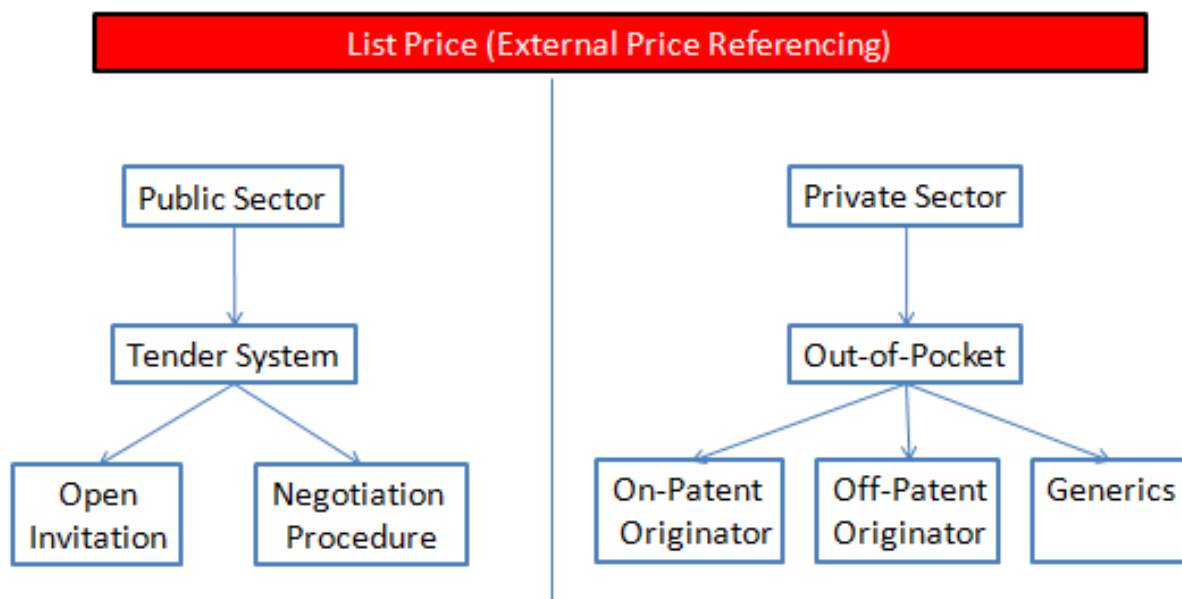 List Price (External Price Referencing)
Public Sector
Private Sector
Tender System
Out-of-Pocket
Open
Invitation
Negotiation
Procedure
On-Patent
Originator
Off-Patent
Originator
Generics